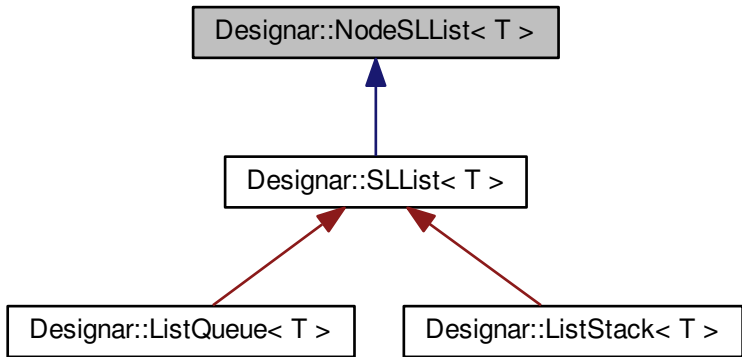 Designar::NodeSLList< T >
Designar::SLList< T >
Designar::ListQueue< T >
Designar::ListStack< T >